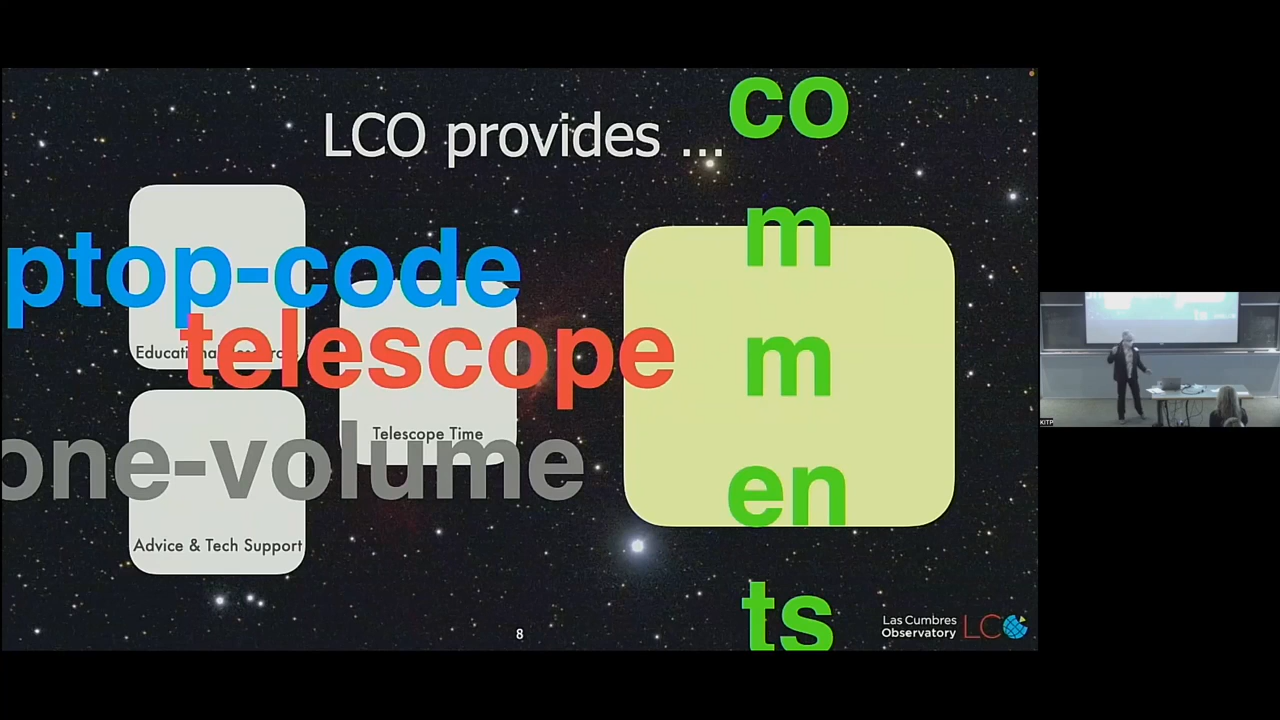 LCO provides ...
co
m
m
en
ts
ptop-code
telescope
one-volume
Telescope Time
Advice & Tech Support
8
Las Cumbres
Observatory
LCO
KITP